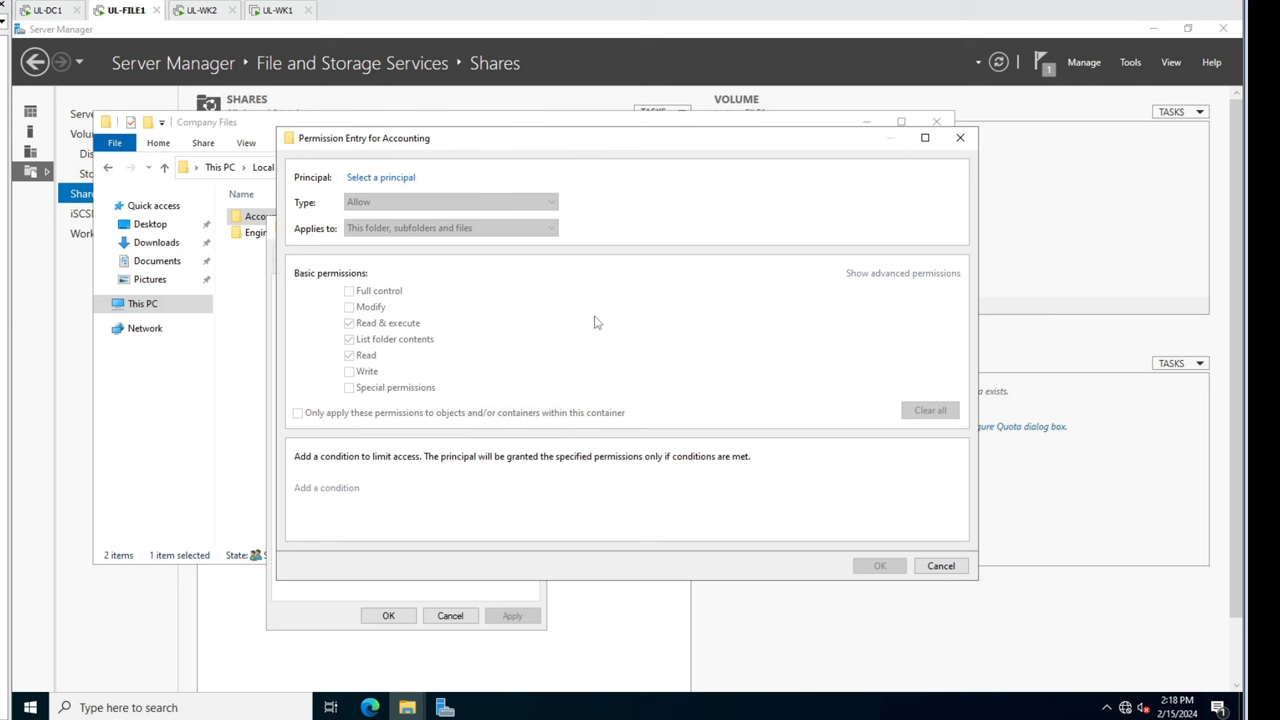 UL-DC1
UL-FILE1
UL-WK2
UL-WK1
Server Manager
Server Manager • File and Storage Services • Shares
1
Manage
Tools
View
Help
SHARES
VOLUME
TASKS
TASKS
Company Files
File
Home
Share
View
This PC
Local
Name
Quick access
Desktop
Downloads
Documents
Pictures
This PC
Network
2 items
1 item selected
State:
Permission Entry for Accounting
Principal:
Select a principal
Type:
Allow
Applies to:
This folder, subfolders and files
Basic permissions:
Show advanced permissions
Full control
Modify
Read & execute
List folder contents
Read
Write
Special permissions
Only apply these permissions to objects and/or containers within this container
Clear all
Add a condition to limit access. The principal will be granted the specified permissions only if conditions are met.
Add a condition
OK
Cancel
TASKS
exists.
gure Quota dialog box.
OK
Cancel
Apply
Type here to search
2:18 PM
2/15/2024
1